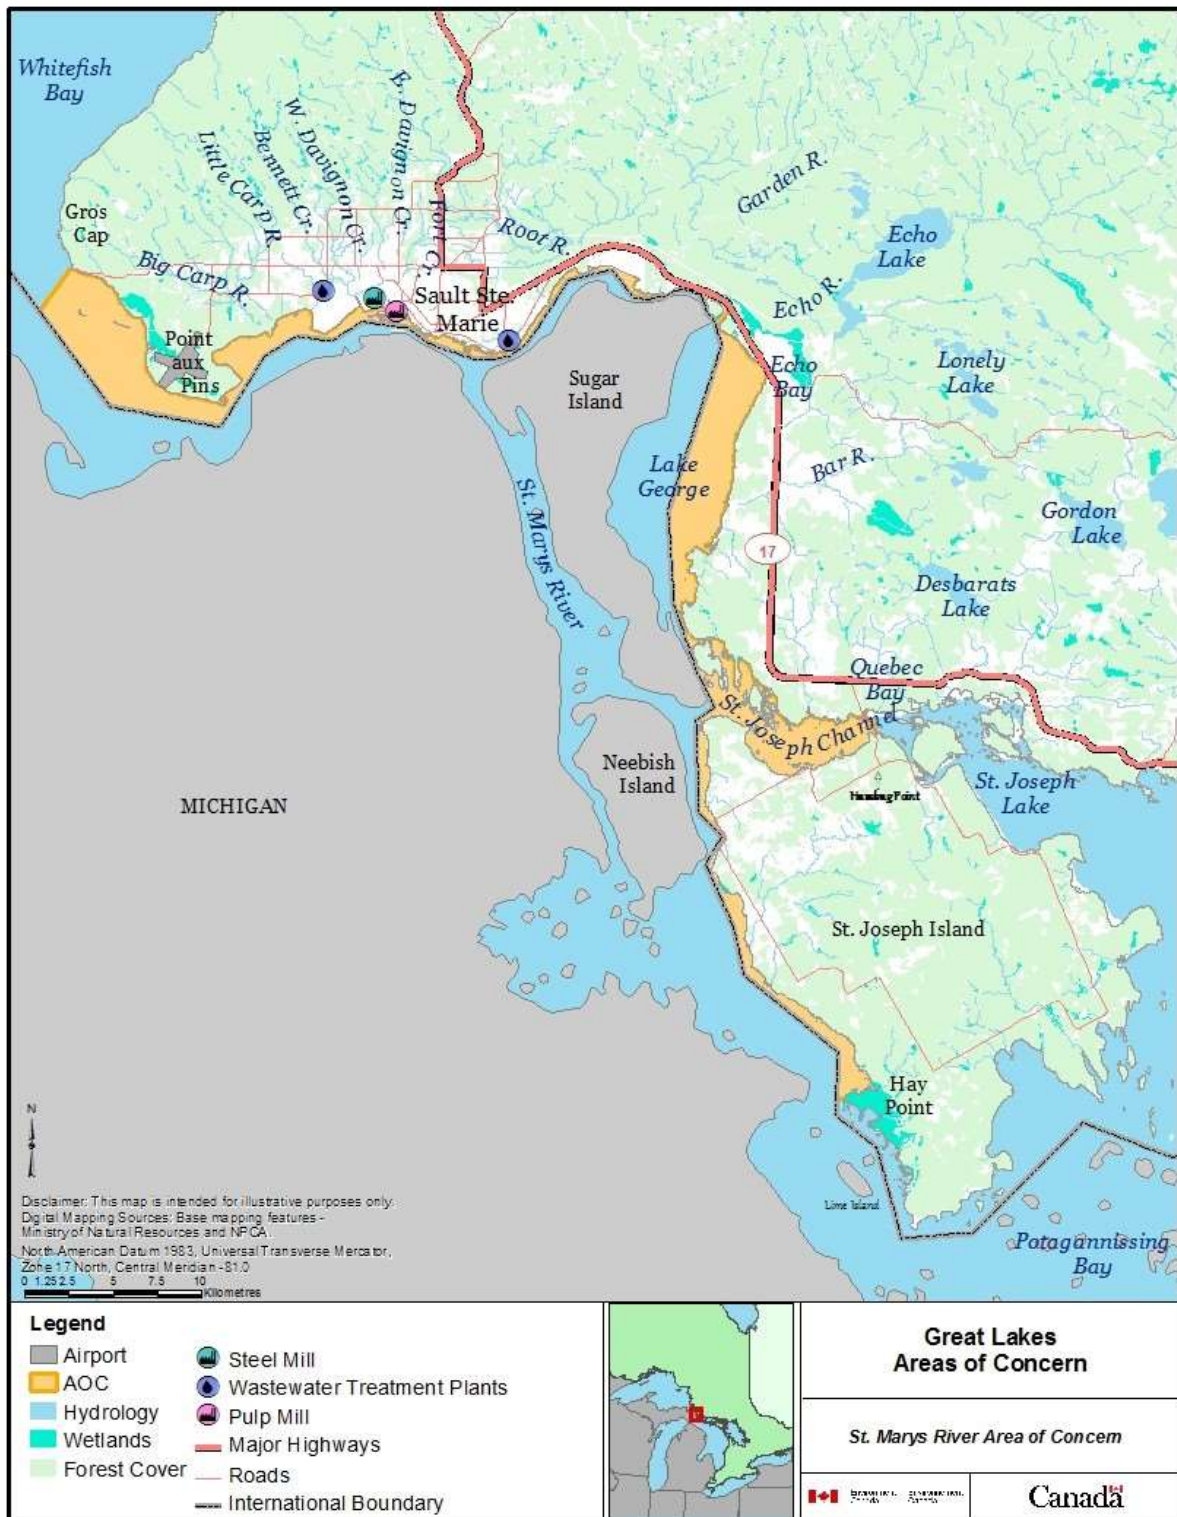 Whitefish
Bay
Gros
Cap
Little Carp R.
Bennett Cr.
W. Davignon Cr.
E. Davignon Cr.
Fort Cr.
Root R.
Garden R.
Echo
Lake
Echo R.
Big Carp R.
Sault Ste.
Marie
Point
aux
Pins
Sugar
Island
Echo
Bay
Lonely
Lake
Lake
George
Bar R.
Gordon
Lake
17
St. Marys River
Desbarats
Lake
Quebec
Bay
St. Joseph Channel
Neebish
Island
St. Joseph
Lake
MICHIGAN
Point
St. Joseph Island
Hay
Point
Lime Island
Potagannissing
Bay
N
Disclaimer: This map is intended for illustrative purposes only.
Digital Mapping Sources: Base mapping features -
Ministry of Natural Resources and NPCA.
North American Datum 1983, Universal Transverse Mercator,
Zone 17 North, Central Meridian -81.0
0 1.25 2.5 5 7.5 10
Kilometres
Legend
Airport
AOC
Hydrology
Wetlands
Forest Cover
Steel Mill
Wastewater Treatment Plants
Pulp Mill
Major Highways
Roads
International Boundary
Great Lakes
Areas of Concern
St. Marys River Area of Concern
Environment Environnement
Canada Canada
Canada